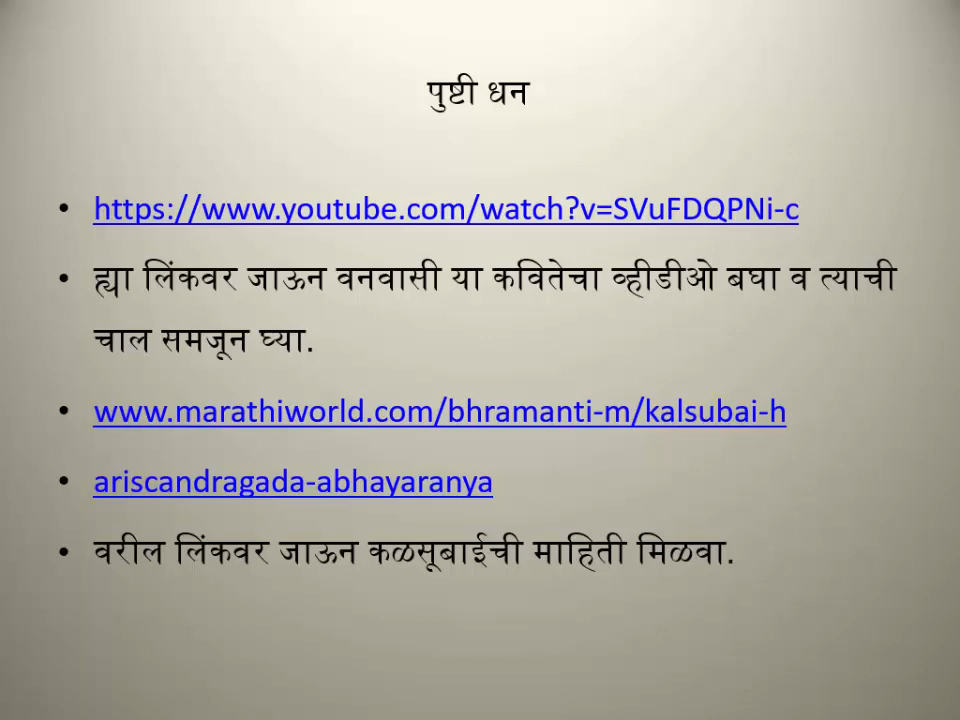 पुष्टी धन
• https://www.youtube.com/watch?v=SVuFDQPNi-c
• ह्या लिंकवर जाऊन वनवासी या कवितेचा व्हीडीओ बघा व त्याची
चाल समजून घ्या.
• www.marathiworld.com/bhramanti-m/kalsubai-h
• ariscandragada-abhayaranya
• वरील लिंकवर जाऊन कळसूबाईची माहिती मिळवा.